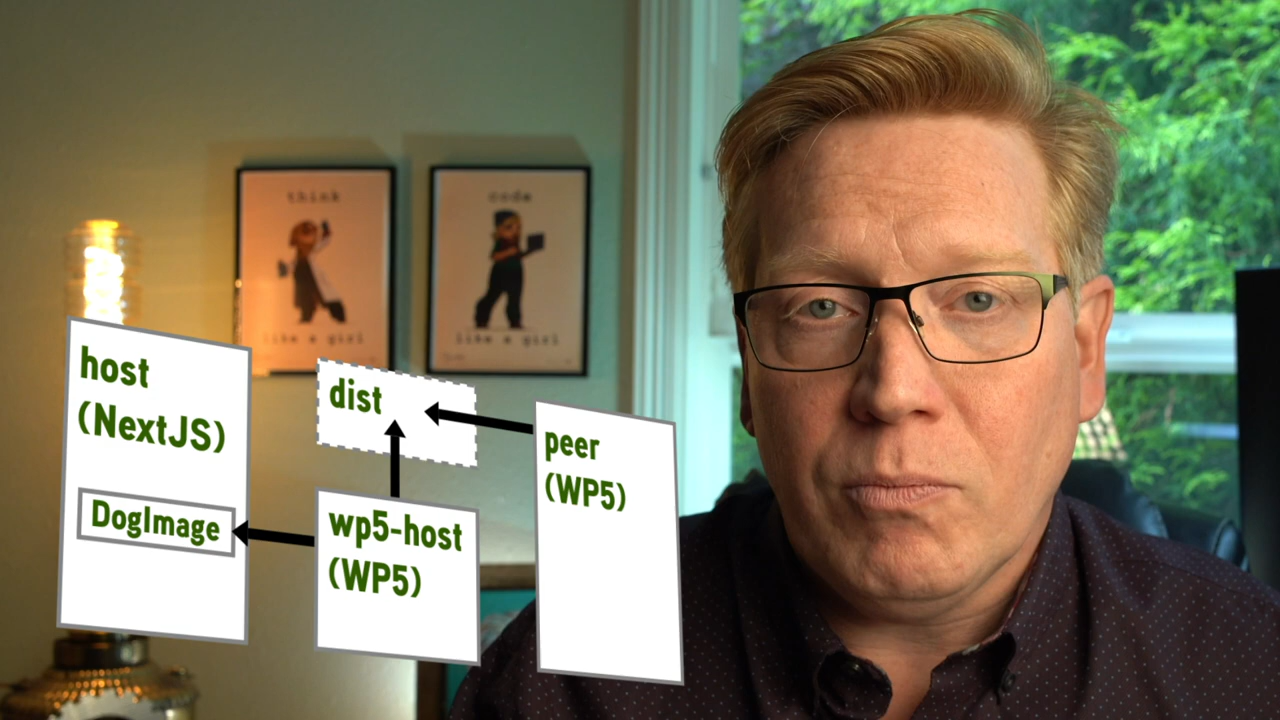 think
like a girl
code
like a girl
host
(NextJS)
DogImage
dist
wp5-host
(WP5)
peer
(WP5)